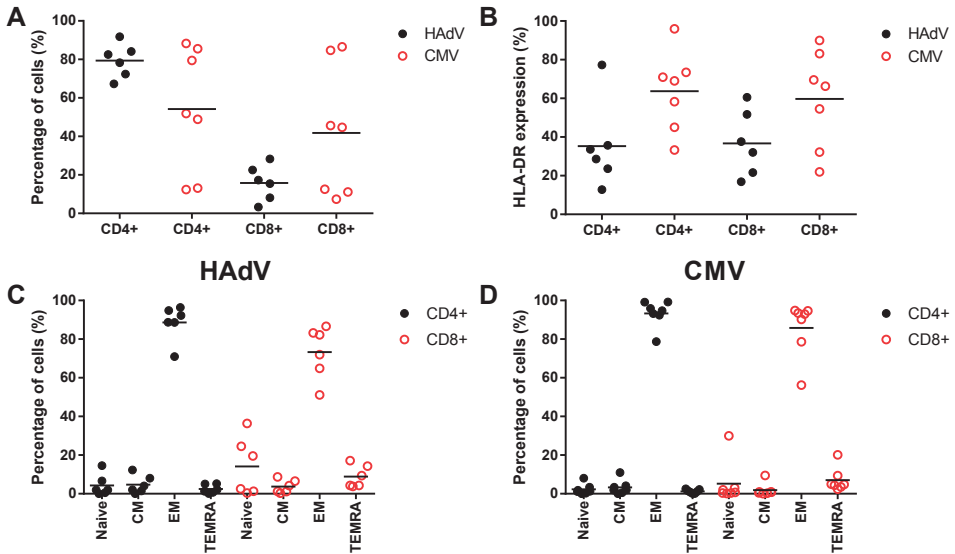 A
Percentage of cells (%)
100
80
60
40
20
0
CD4+ CD4+ CD8+ CD8+
HAdV
CMV
B
HLA-DR expression (%)
100
80
60
40
20
0
CD4+ CD4+ CD8+ CD8+
HAdV
CMV
HAdV
C
Percentage of cells (%)
100
80
60
40
20
0
Naive CM EM TEMRA Naive CM EM TEMRA
CD4+
CD8+
CMV
D
Percentage of cells (%)
100
80
60
40
20
0
Naive CM EM TEMRA Naive CM EM TEMRA
CD4+
CD8+